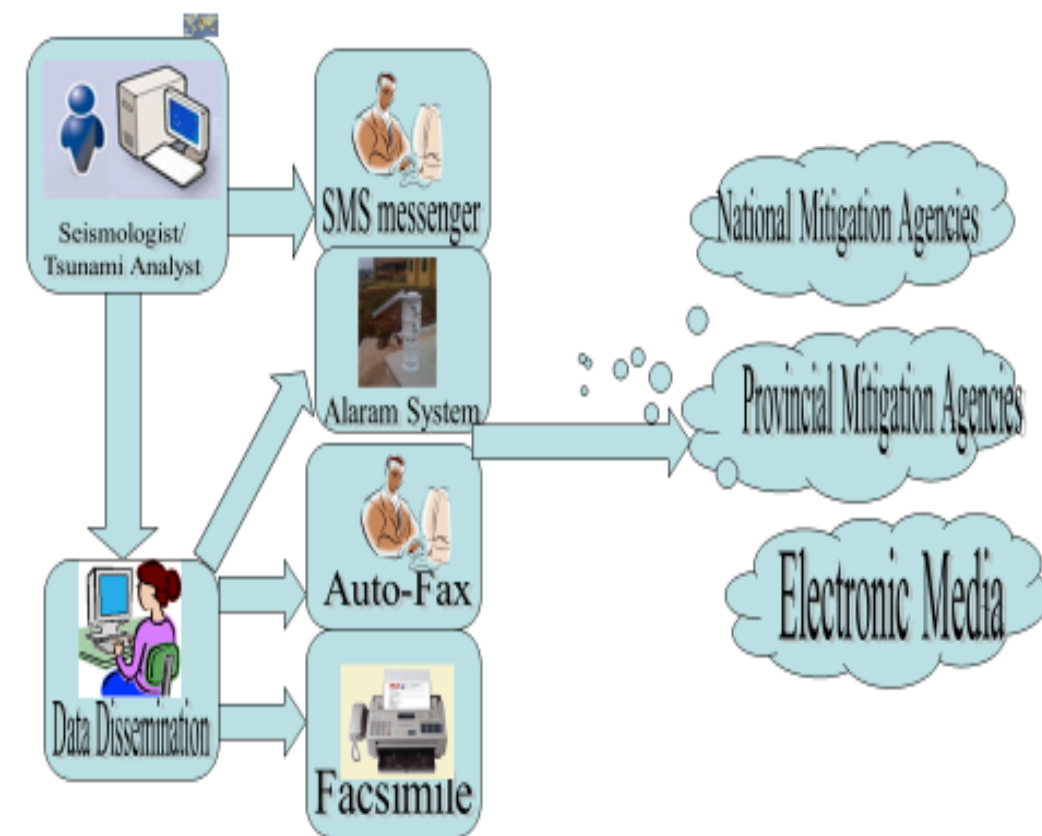 Seismologist/
Tsunami Analyst
SMS messenger
Alaram System
Auto-Fax
Facsimile
Data Dissemination
National Mitigation Agencies
Provincial Mitigation Agencies
Electronic Media